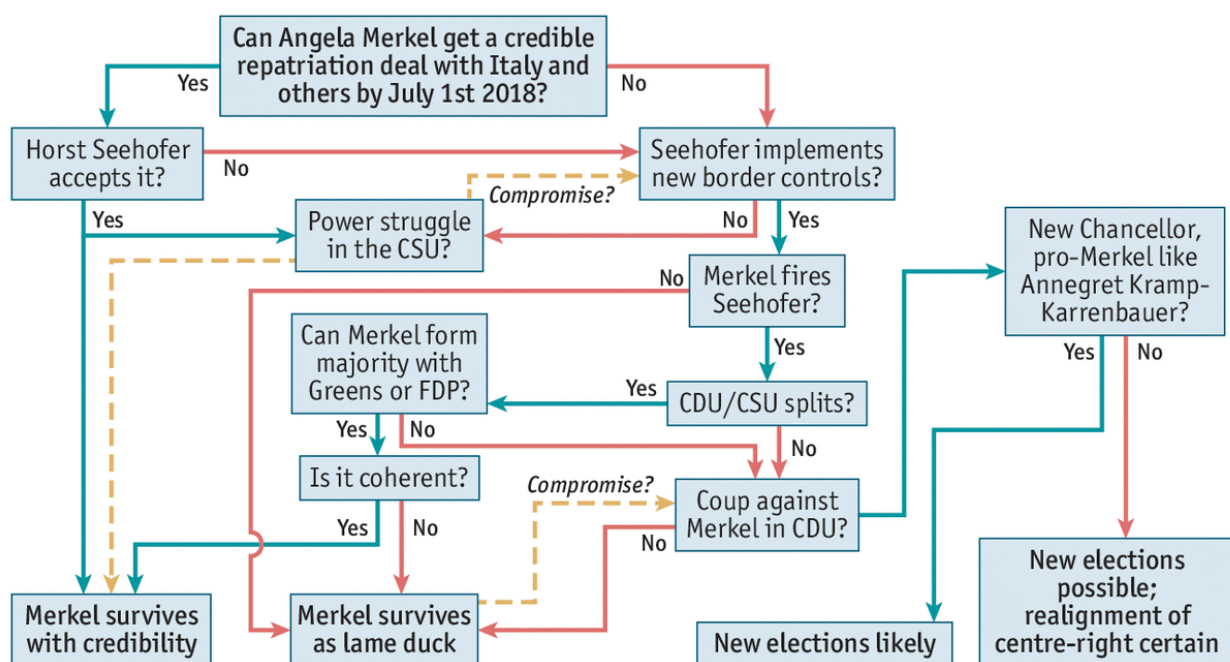 Can Angela Merkel get a credible
repatriation deal with Italy and
others by July 1st 2018?
Yes
No
Horst Seehofer
accepts it?
No
Seehofer implements
new border controls?
Compromise?
Yes
Power struggle
in the CSU?
No
Yes
New Chancellor,
pro-Merkel like
Annegret Kramp-
Karrenbauer?
No
Merkel fires
Seehofer?
Can Merkel form
majority with
Greens or FDP?
Yes
Yes
No
Yes
CDU/CSU splits?
Yes
No
No
Is it coherent?
Compromise?
Coup against
Merkel in CDU?
Yes
No
No
Merkel survives
with credibility
Merkel survives
as lame duck
New elections likely
New elections
possible;
realignment of
centre-right certain